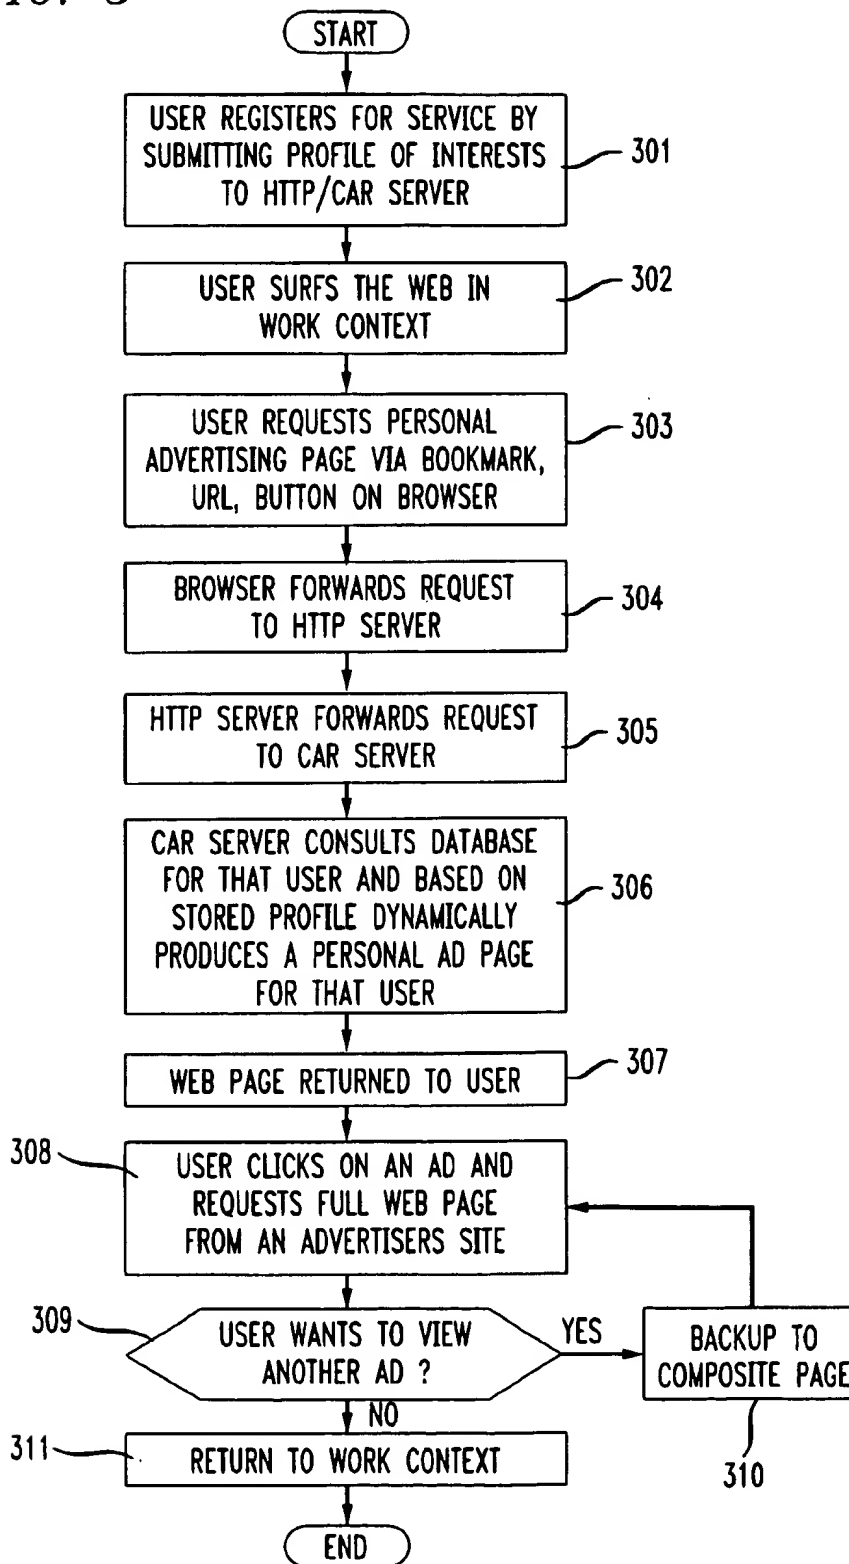 START
USER REGISTERS FOR SERVICE BY
SUBMITTING PROFILE OF INTERESTS
TO HTTP/CAR SERVER
301
USER SURFS THE WEB IN
WORK CONTEXT
302
USER REQUESTS PERSONAL
ADVERTISING PAGE VIA BOOKMARK,
URL, BUTTON ON BROWSER
303
BROWSER FORWARDS REQUEST
TO HTTP SERVER
304
HTTP SERVER FORWARDS REQUEST
TO CAR SERVER
305
CAR SERVER CONSULTS DATABASE
FOR THAT USER AND BASED ON
STORED PROFILE DYNAMICALLY
PRODUCES A PERSONAL AD PAGE
FOR THAT USER
306
WEB PAGE RETURNED TO USER
307
308
USER CLICKS ON AN AD AND
REQUESTS FULL WEB PAGE
FROM AN ADVERTISERS SITE
309
USER WANTS TO VIEW
ANOTHER AD ?
YES
BACKUP TO
COMPOSITE PAGE
310
NO
311
RETURN TO WORK CONTEXT
END